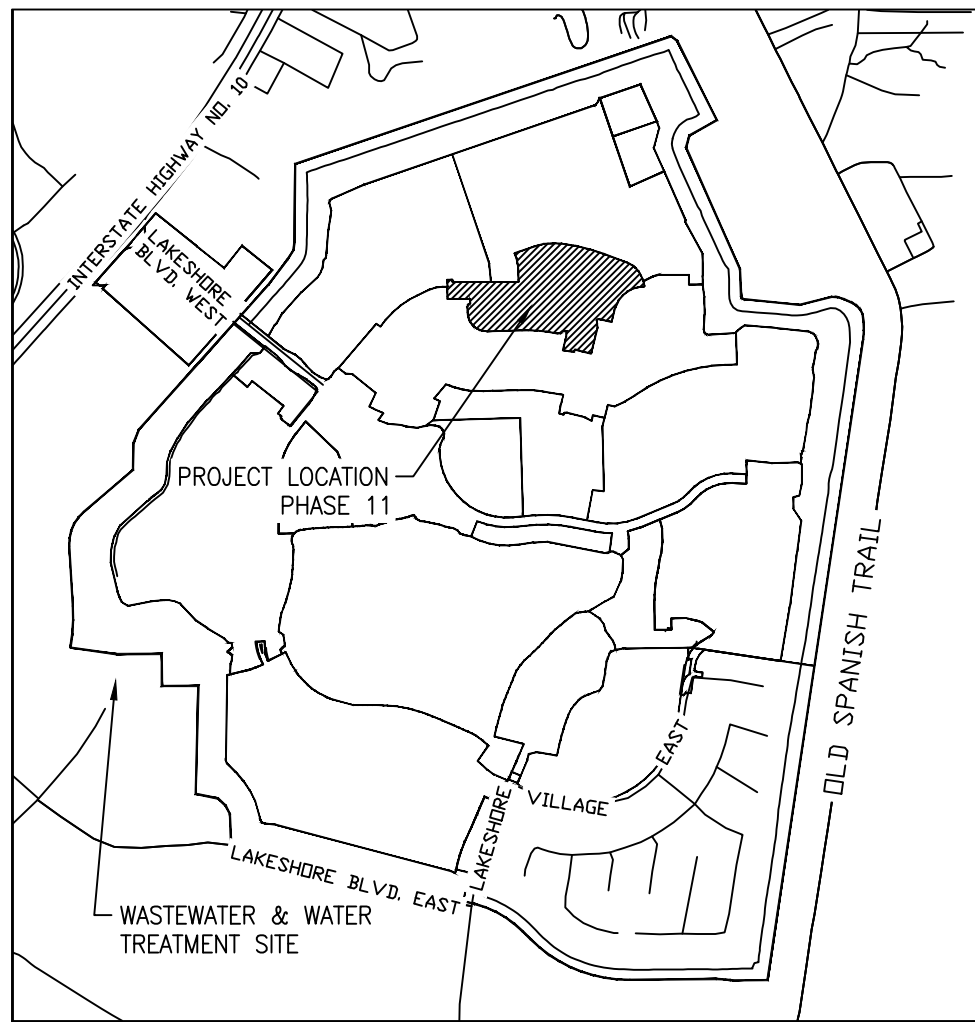 INTERSTATE HIGHWAY NO. 10
LAKESHORE
BLVD. WEST
PROJECT LOCATION
PHASE 11
OLD SPANISH TRAIL
EAST
VILLAGE
LAKESHORE
LAKESHORE BLVD. EAST
WASTEWATER & WATER
TREATMENT SITE